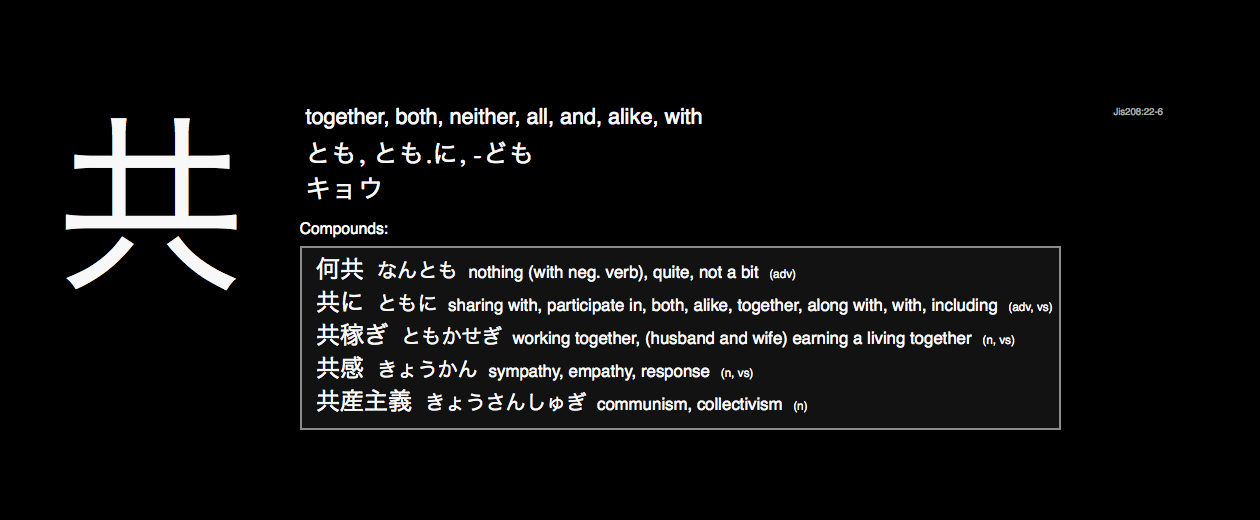 共
together, both, neither, all, and, alike, with
Jis208:22-6
とも, とも.に, -ども
キョウ
Compounds:
何共 なんとも nothing (with neg. verb), quite, not a bit (adv)
共に ともに sharing with, participate in, both, alike, together, along with, with, including (adv, vs)
共稼ぎ ともかせぎ working together, (husband and wife) earning a living together (n, vs)
共感 きょうかん sympathy, empathy, response (n, vs)
共産主義 きょうさんしゅぎ communism, collectivism (n)